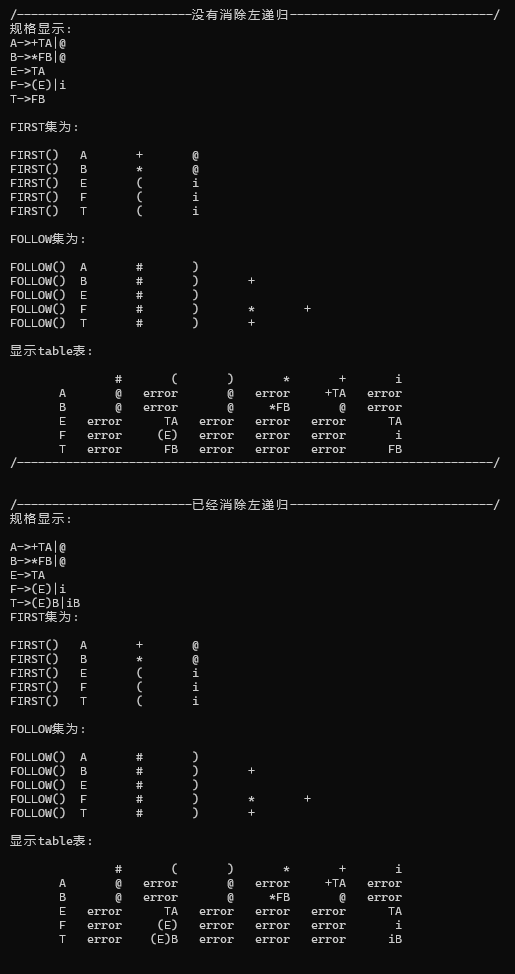 /-------------------------没有消除左递归-----------------------------/
规格显示:
A->+TA|@
B->*FB|@
E->TA
F->(E)|i
T->FB
FIRST集为:
FIRST()   A       +       @
FIRST()   B       *       @
FIRST()   E       (       i
FIRST()   F       (       i
FIRST()   T       (       i
FOLLOW集为:
FOLLOW()  A       #       )
FOLLOW()  B       #       )       +
FOLLOW()  E       #       )
FOLLOW()  F       #       )       *       +
FOLLOW()  T       #       )       +
显示table表:
               #       (       )       *       +       i
       A       @   error       @   error     +TA   error
       B       @   error       @     *FB       @   error
       E   error      TA   error   error   error      TA
       F   error     (E)   error   error   error       i
       T   error      FB   error   error   error      FB
/--------------------------------------------------------------------/
/-------------------------已经消除左递归-----------------------------/
规格显示:
A->+TA|@
B->*FB|@
E->TA
F->(E)|i
T->(E)B|iB
FIRST集为:
FIRST()   A       +       @
FIRST()   B       *       @
FIRST()   E       (       i
FIRST()   F       (       i
FIRST()   T       (       i
FOLLOW集为:
FOLLOW()  A       #       )
FOLLOW()  B       #       )       +
FOLLOW()  E       #       )
FOLLOW()  F       #       )       *       +
FOLLOW()  T       #       )       +
显示table表:
               #       (       )       *       +       i
       A       @   error       @   error     +TA   error
       B       @   error       @     *FB       @   error
       E   error      TA   error   error   error      TA
       F   error     (E)   error   error   error       i
       T   error    (E)B   error   error   error      iB